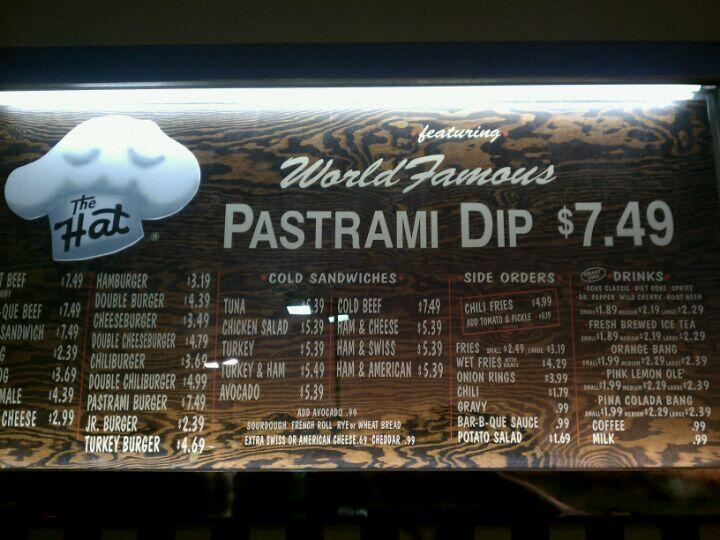 The
Hat
®
featuring
World Famous
PASTRAMI DIP $7.49
T BEEF $7.49
QUE BEEF $7.49
SANDWICH $7.49
G $2.39
OG $3.69
MALE $4.39
CHEESE $2.99
HAMBURGER $3.19
DOUBLE BURGER $4.39
CHEESEBURGER $3.49
DOUBLE CHEESEBURGER $4.79
CHILIBURGER $3.69
DOUBLE CHILIBURGER $4.99
PASTRAMI BURGER $7.49
JR. BURGER $2.39
TURKEY BURGER $4.69
COLD SANDWICHES
TUNA $5.39
CHICKEN SALAD $5.39
TURKEY $5.39
TURKEY & HAM $5.49
AVOCADO $5.39
COLD BEEF $7.49
HAM & CHEESE $5.39
HAM & SWISS $5.39
HAM & AMERICAN $5.39
ADD AVOCADO .99
SOURDOUGH FRENCH ROLL RYE or WHEAT BREAD
EXTRA SWISS OR AMERICAN CHEESE .69 CHEDDAR .99
SIDE ORDERS
CHILI FRIES $4.99
ADD TOMATO & PICKLE $5.19
FRIES SMALL $2.49 LARGE $3.19
WET FRIES WITH GRAVY $4.29
ONION RINGS $3.99
CHILI $1.79
GRAVY .99
BAR-B-QUE SAUCE .99
POTATO SALAD $1.69
DRINKS
COKE CLASSIC · DIET COKE · SPRITE
DR. PEPPER WILD CHERRY ROOT BEER
SMALL $1.89 MEDIUM $2.19 LARGE $2.29
FRESH BREWED ICE TEA
SMALL $1.89 MEDIUM $2.19 LARGE $2.29
ORANGE BANG
SMALL $1.99 MEDIUM $2.29 LARGE $2.39
PINK LEMON OLE'
SMALL $1.99 MEDIUM $2.29 LARGE $2.39
PINA COLADA BANG
SMALL $1.99 MEDIUM $2.29 LARGE $2.39
COFFEE .99
MILK .99